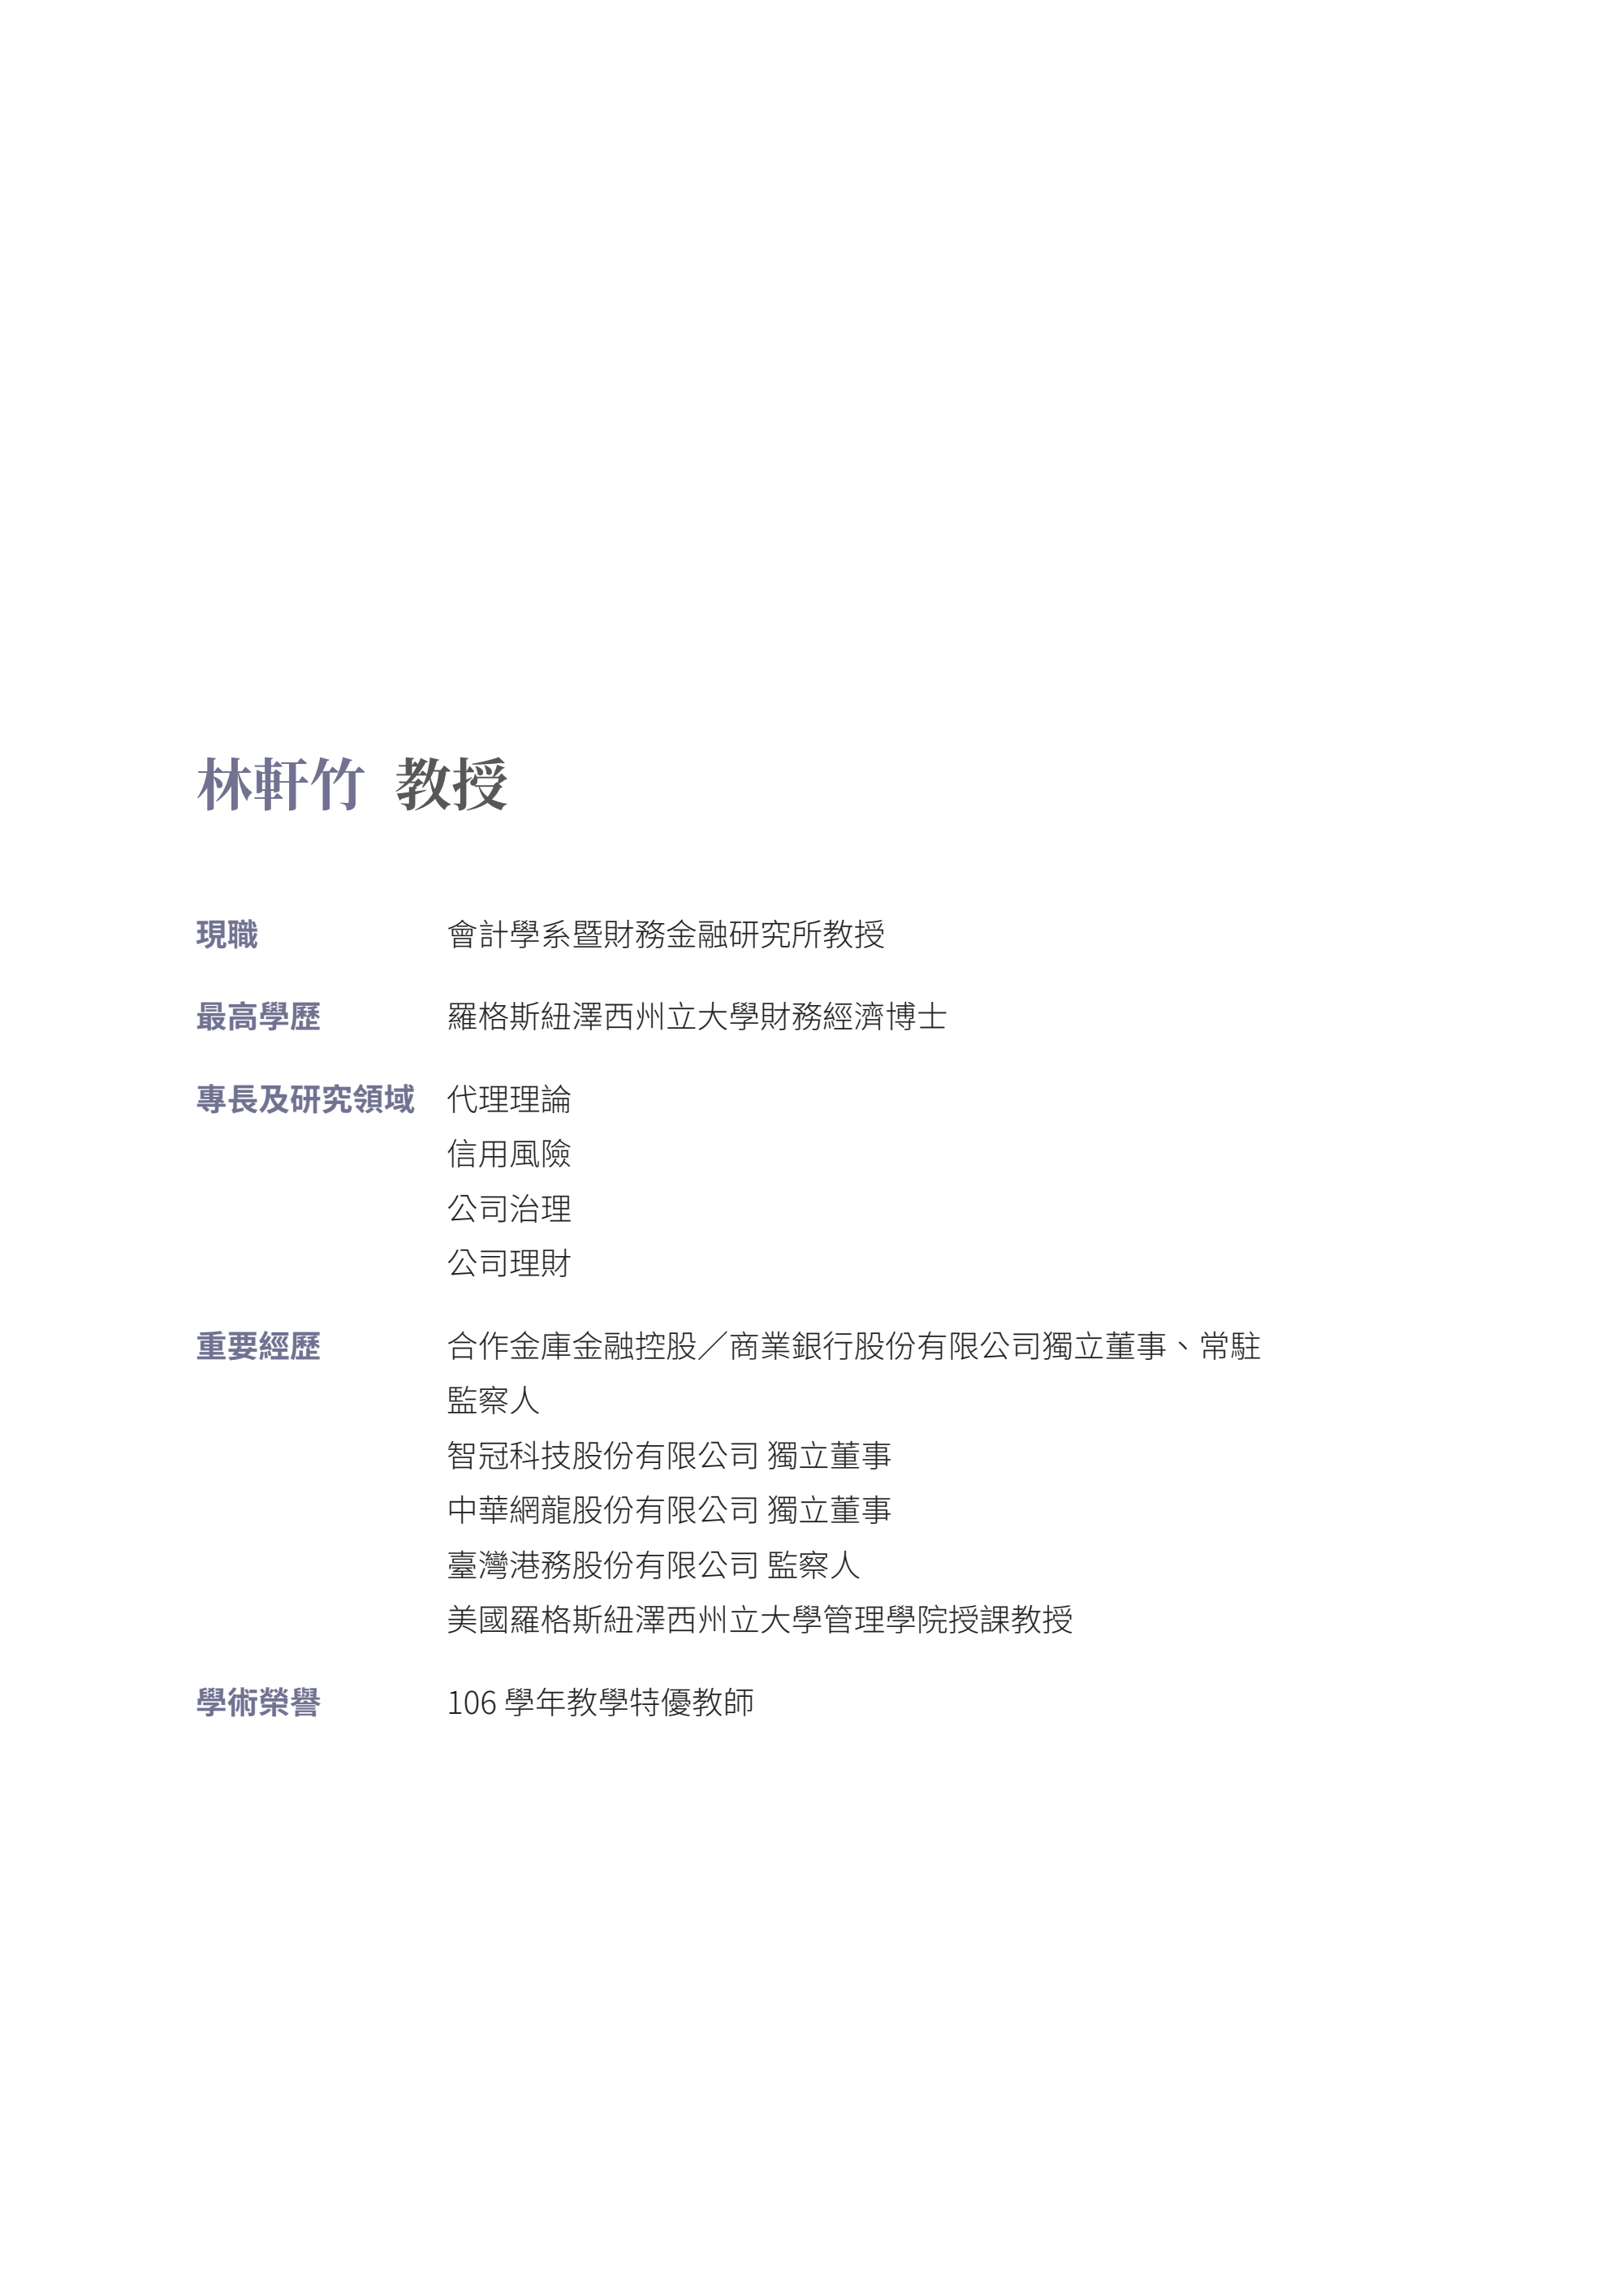 林軒竹 教授
現職 會計學系暨財務金融研究所教授
最高學歷 羅格斯紐澤西州立大學財務經濟博士
專長及研究領域 代理理論
信用風險
公司治理
公司理財
重要經歷 合作金庫金融控股／商業銀行股份有限公司獨立董事、常駐
監察人
智冠科技股份有限公司 獨立董事
中華網龍股份有限公司 獨立董事
臺灣港務股份有限公司 監察人
美國羅格斯紐澤西州立大學管理學院授課教授
學術榮譽 106 學年教學特優教師